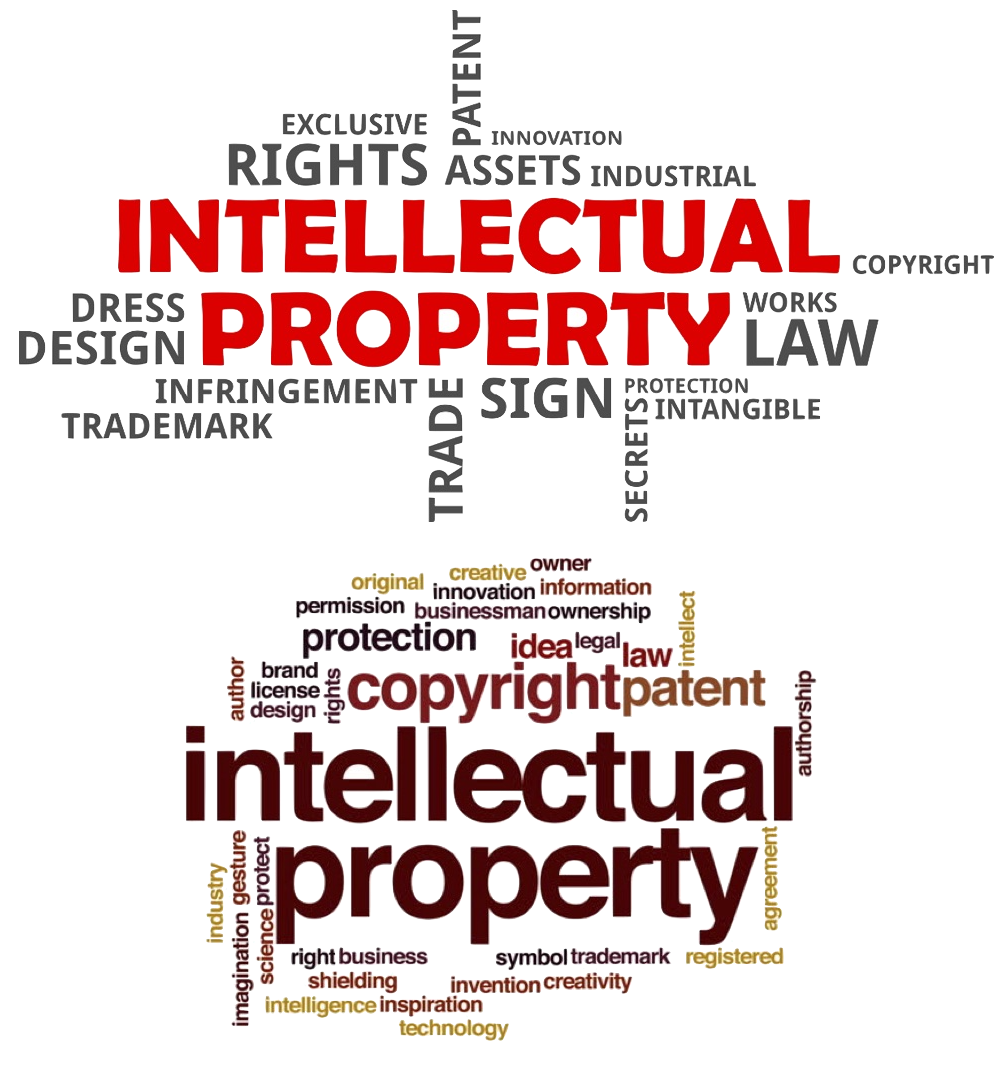 PATENT
EXCLUSIVE
INNOVATION
RIGHTS ASSETS INDUSTRIAL
INTELLECTUAL
COPYRIGHT
DRESS PROPERTY WORKS
DESIGN LAW
INFRINGEMENT TRADE SIGN PROTECTION
TRADEMARK SECRETS INTANGIBLE
owner
original creative
innovation information
permission businessman ownership
intellect
protection idea legal law
author brand rights copyright patent
license
design
authorship
intellectual
property
industry gesture protect agreement
imagination science
right business symbol trademark registered
shielding invention creativity
intelligence inspiration
technology